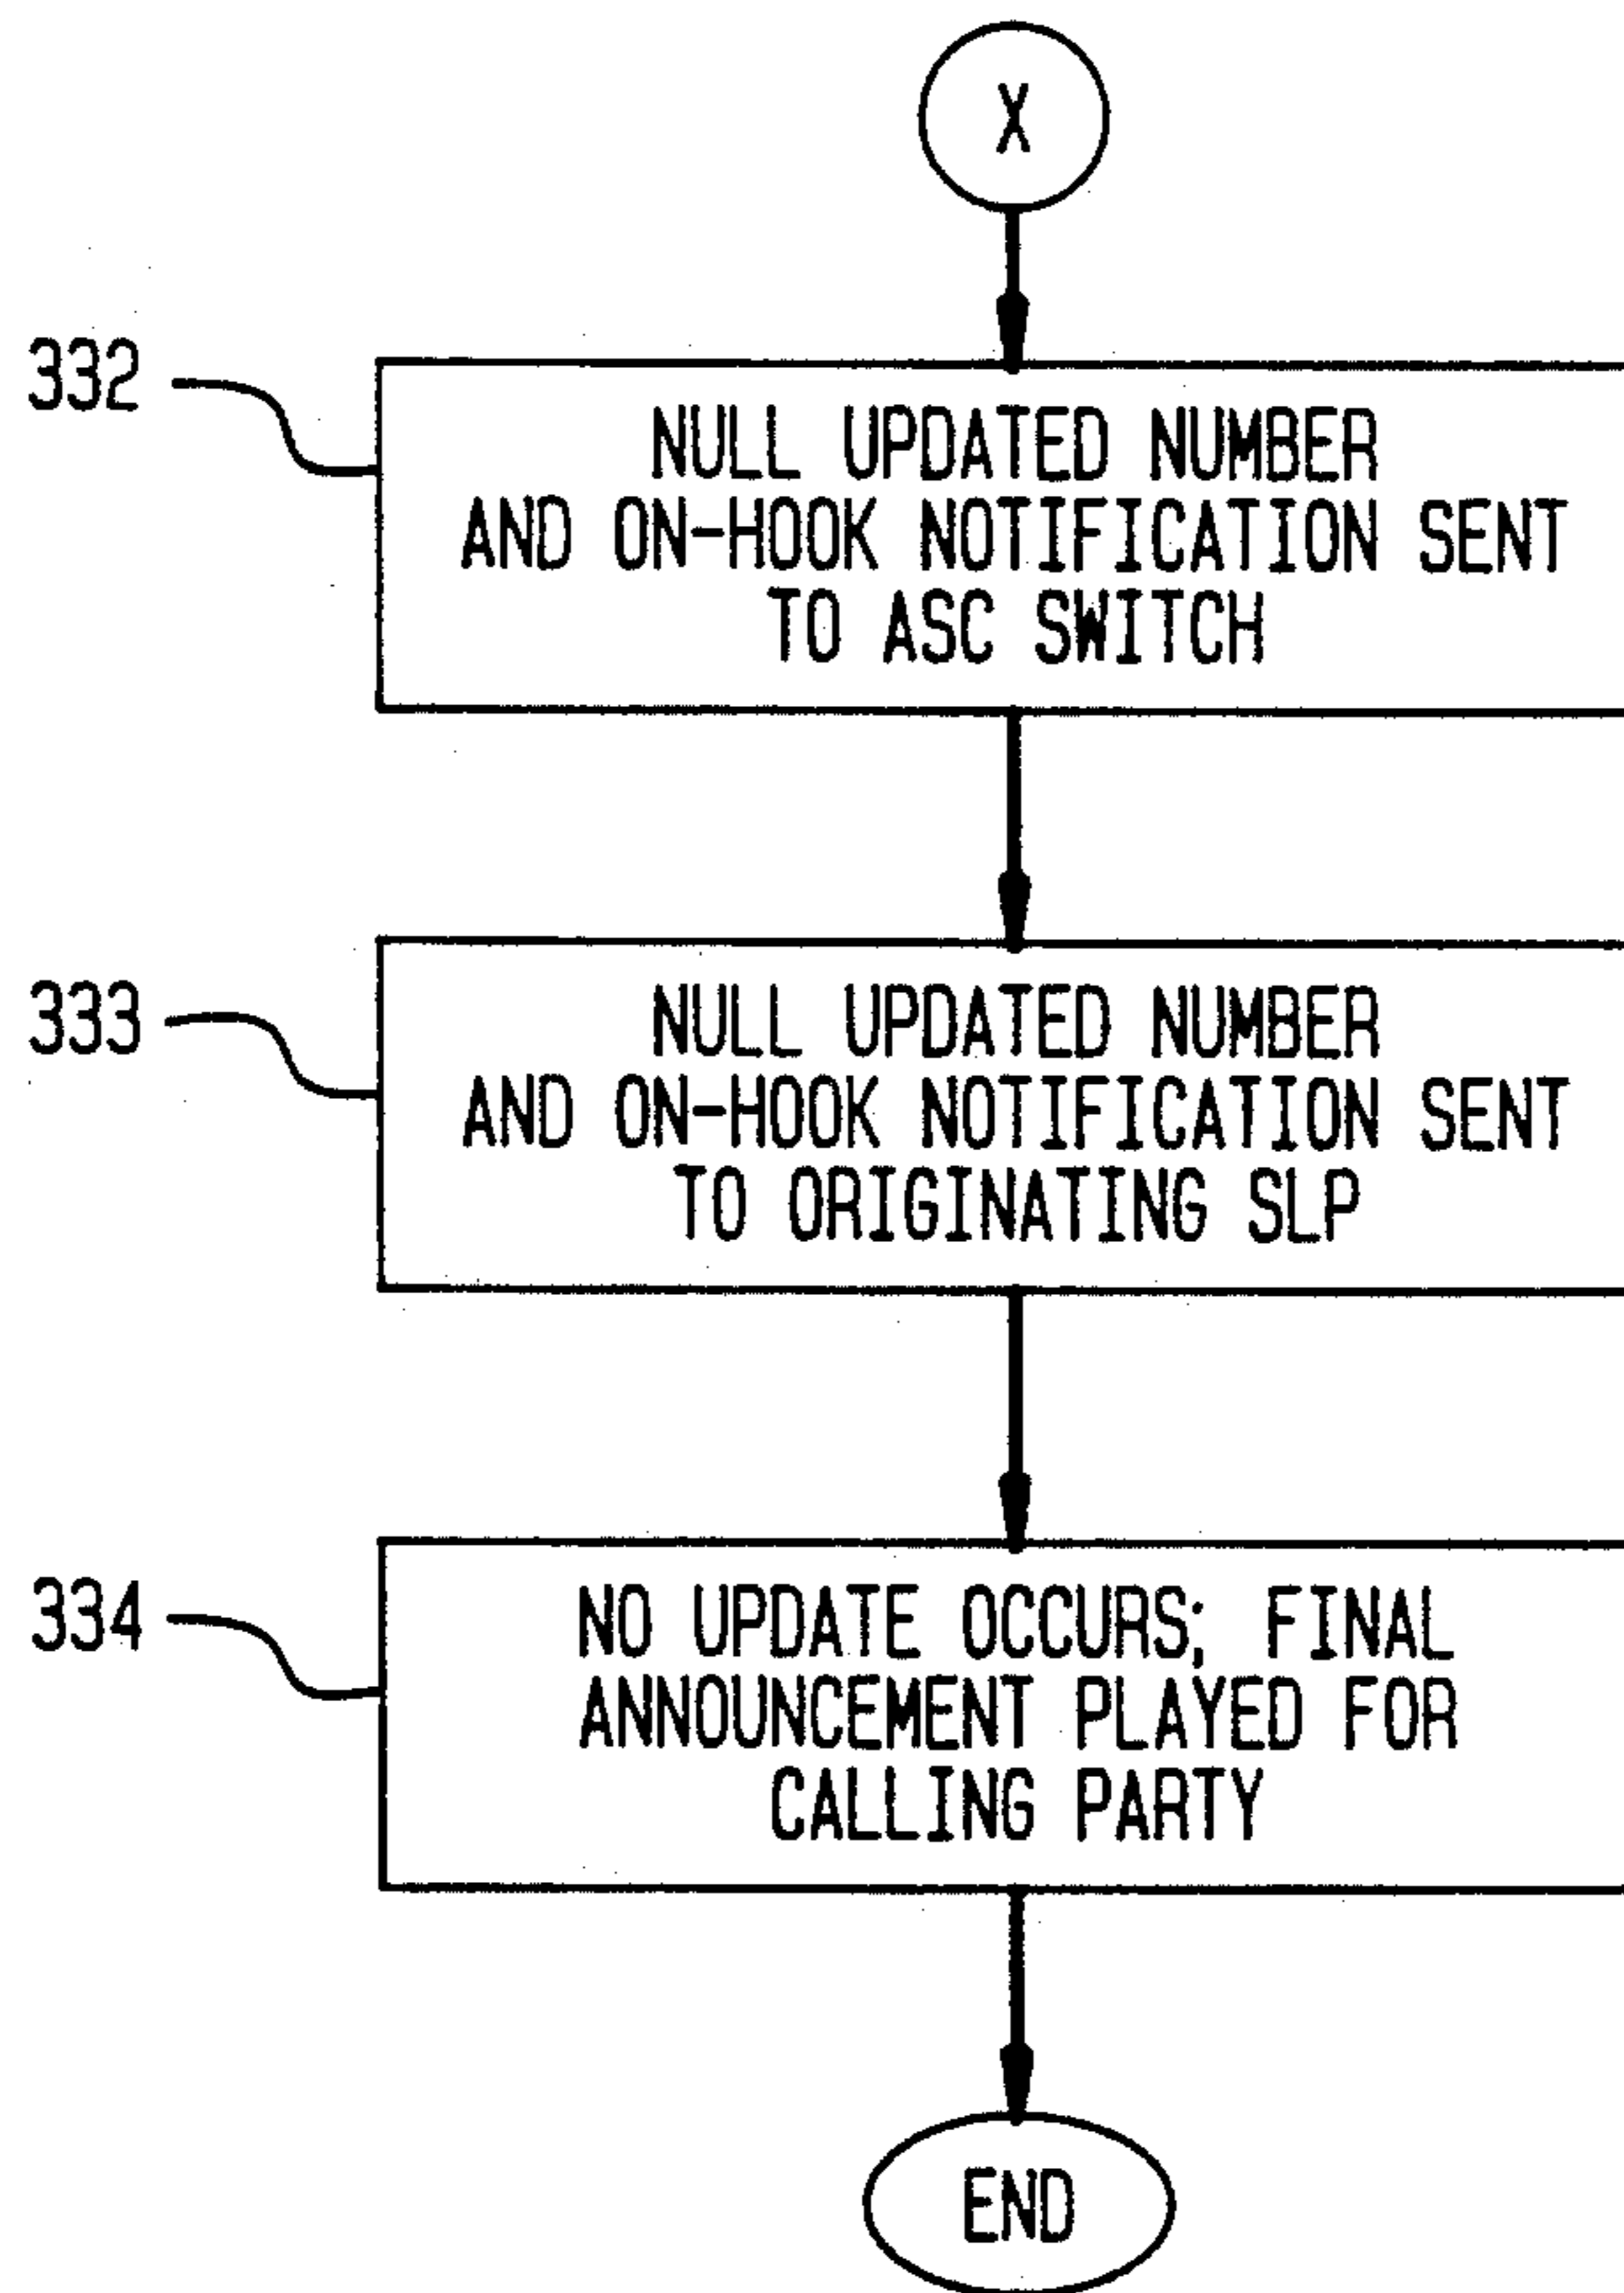 X
332
NULL UPDATED NUMBER
AND ON-HOOK NOTIFICATION SENT
TO ASC SWITCH
333
NULL UPDATED NUMBER
AND ON-HOOK NOTIFICATION SENT
TO ORIGINATING SLP
334
NO UPDATE OCCURS; FINAL
ANNOUNCEMENT PLAYED FOR
CALLING PARTY
END